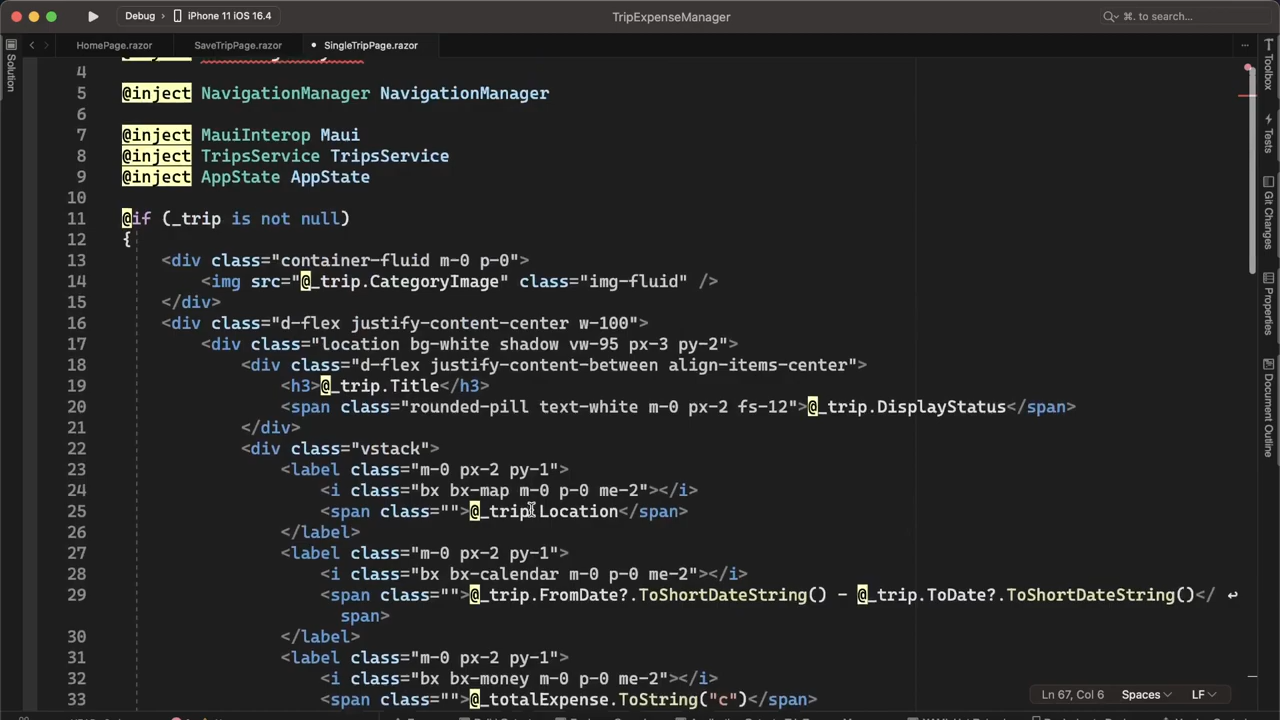 Debug > iPhone 11 iOS 16.4
TripExpenseManager
⌘. to search...
HomePage.razor
SaveTripPage.razor
• SingleTripPage.razor
...
Solution
Toolbox
Tests
Git Changes
Properties
Document Outline
4
5 @inject NavigationManager NavigationManager
6
7 @inject MauiInterop Maui
8 @inject TripsService TripsService
9 @inject AppState AppState
10
11 @if (_trip is not null)
12 {
13 <div class="container-fluid m-0 p-0">
14 <img src="@_trip.CategoryImage" class="img-fluid" />
15 </div>
16 <div class="d-flex justify-content-center w-100">
17 <div class="location bg-white shadow vw-95 px-3 py-2">
18 <div class="d-flex justify-content-between align-items-center">
19 <h3>@_trip.Title</h3>
20 <span class="rounded-pill text-white m-0 px-2 fs-12">@_trip.DisplayStatus</span>
21 </div>
22 <div class="vstack">
23 <label class="m-0 px-2 py-1">
24 <i class="bx bx-map m-0 p-0 me-2"></i>
25 <span class="">@_trip.Location</span>
26 </label>
27 <label class="m-0 px-2 py-1">
28 <i class="bx bx-calendar m-0 p-0 me-2"></i>
29 <span class="">@_trip.FromDate?.ToShortDateString() - @_trip.ToDate?.ToShortDateString()</ ↩
span>
30 </label>
31 <label class="m-0 px-2 py-1">
32 <i class="bx bx-money m-0 p-0 me-2"></i>
33 <span class="">@_totalExpense.ToString("c")</span>
Ln 67, Col 6 Spaces LF